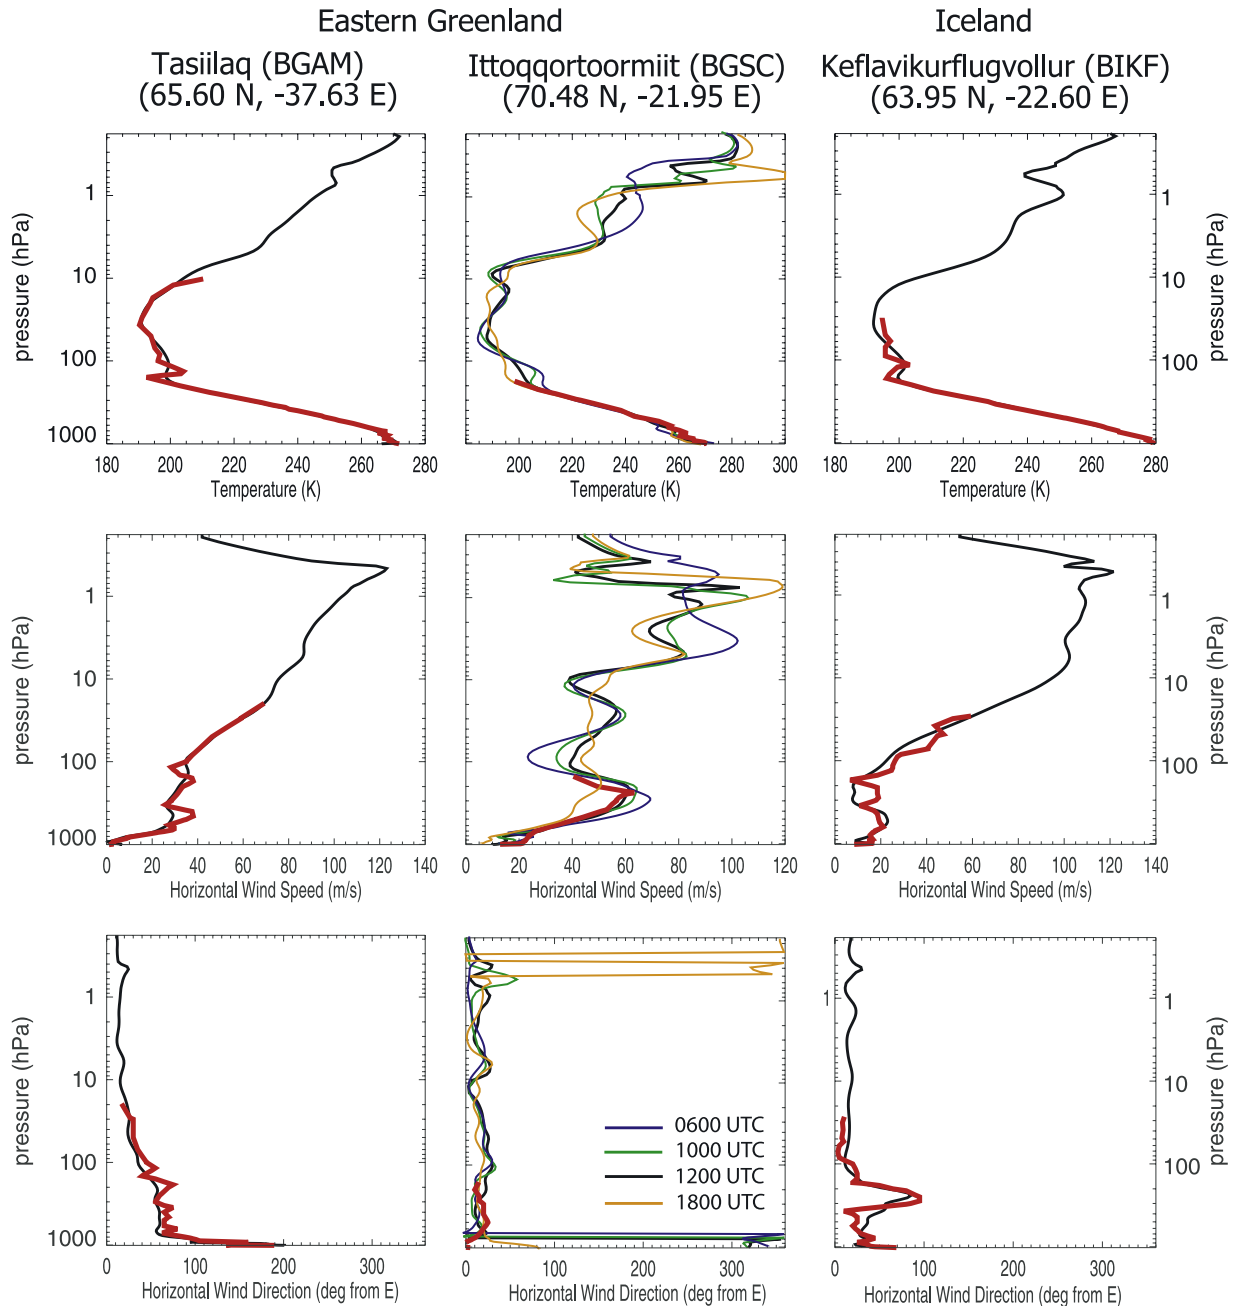 Eastern Greenland
Iceland
Tasiilaq (BGAM)
(65.60 N, -37.63 E)
Ittoqqortoormiit (BGSC)
(70.48 N, -21.95 E)
Keflavikurflugvollur (BIKF)
(63.95 N, -22.60 E)
pressure (hPa)
1
10
100
1000
180 200 220 240 260 280
Temperature (K)
200 220 240 260 280 300
Temperature (K)
1
10
100
1000
180 200 220 240 260 280
Temperature (K)
pressure (hPa)
pressure (hPa)
1
10
100
1000
0 20 40 60 80 100 120 140
Horizontal Wind Speed (m/s)
0 20 40 60 80 100 120
Horizontal Wind Speed (m/s)
1
10
100
1000
0 20 40 60 80 100 120 140
Horizontal Wind Speed (m/s)
pressure (hPa)
pressure (hPa)
1
10
100
1000
0 100 200 300
Horizontal Wind Direction (deg from E)
0600 UTC
1000 UTC
1200 UTC
1800 UTC
0 100 200 300
Horizontal Wind Direction (deg from E)
1
1
10
100
1000
0 100 200 300
Horizontal Wind Direction (deg from E)
pressure (hPa)